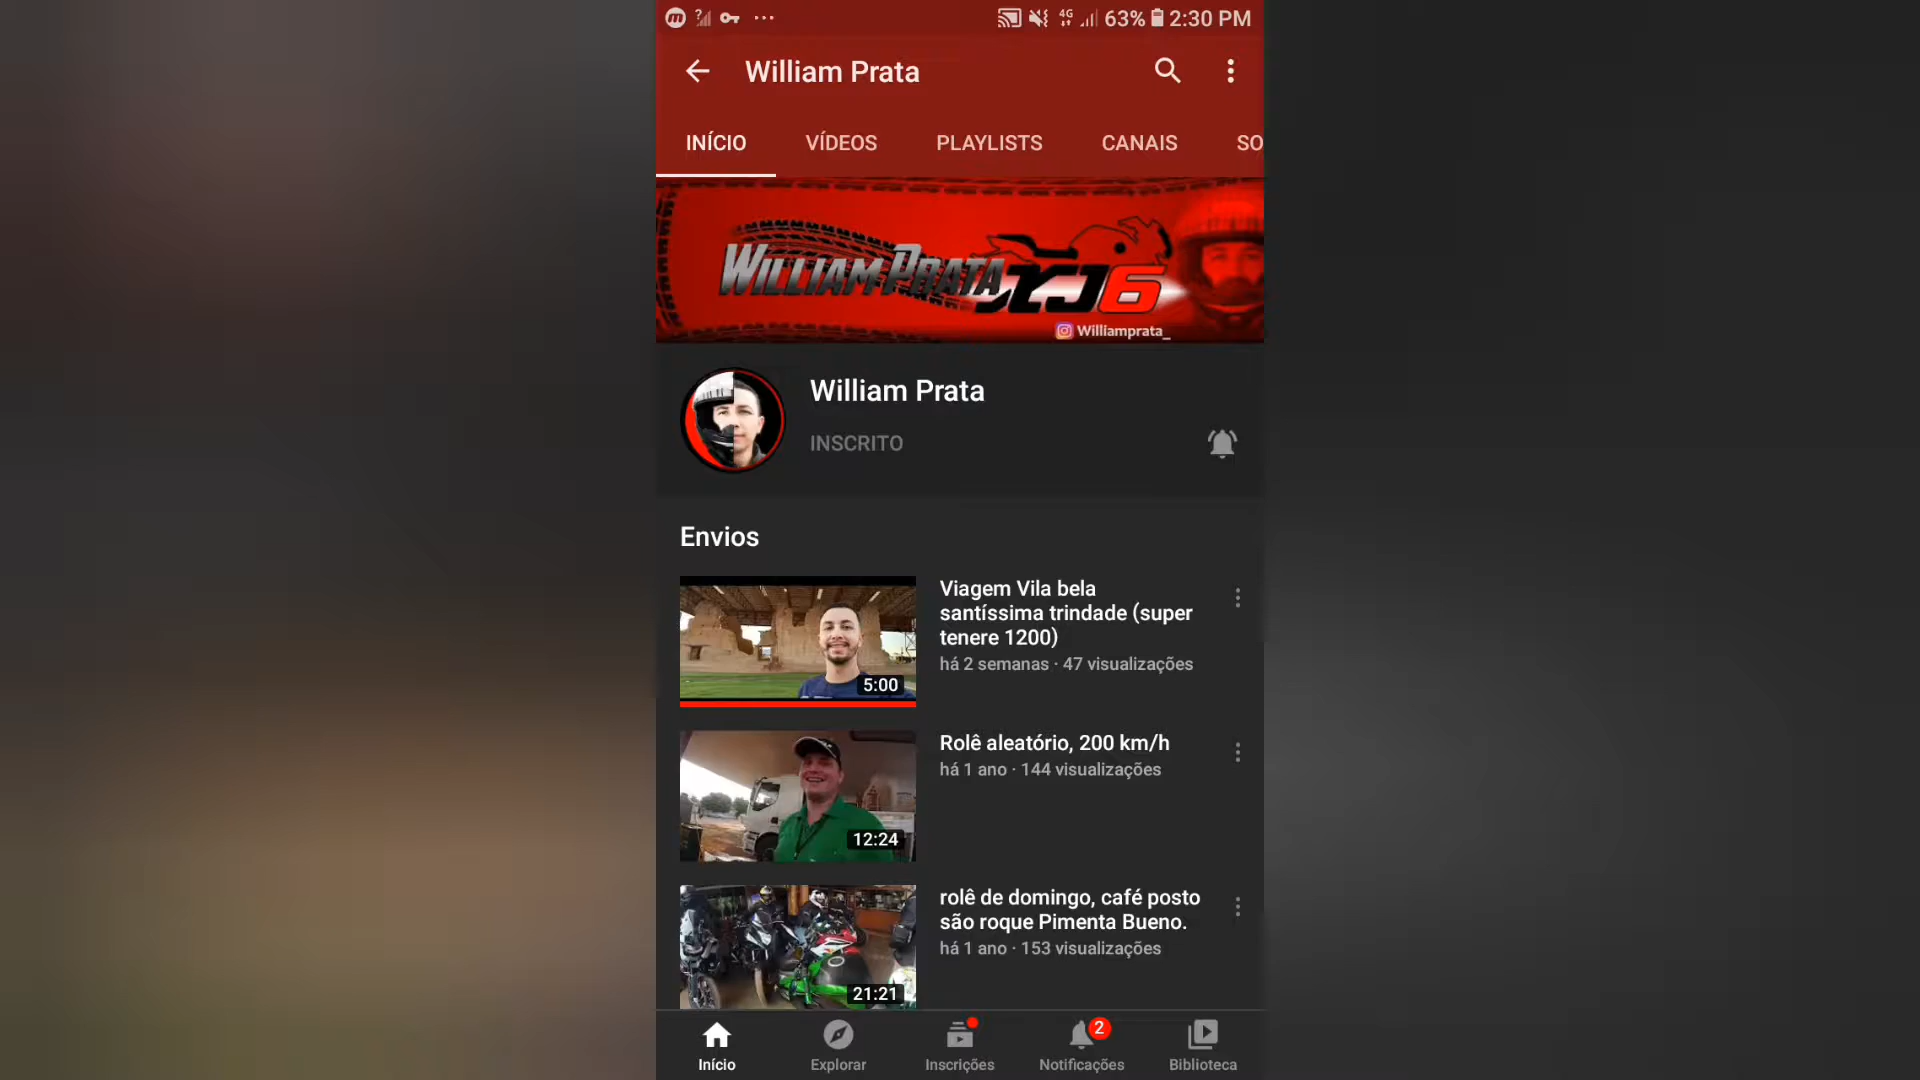 4G 63% 2:30 PM
William Prata
INÍCIO VÍDEOS PLAYLISTS CANAIS SO
WILLIAM PRATA XJ6
Williamprata_
William Prata
INSCRITO
Envios
Viagem Vila bela
santíssima trindade (super
tenere 1200)
há 2 semanas · 47 visualizações
5:00
Rolê aleatório, 200 km/h
há 1 ano · 144 visualizações
12:24
rolê de domingo, café posto
são roque Pimenta Bueno.
há 1 ano · 153 visualizações
21:21
2
Início Explorar Inscrições Notificações Biblioteca